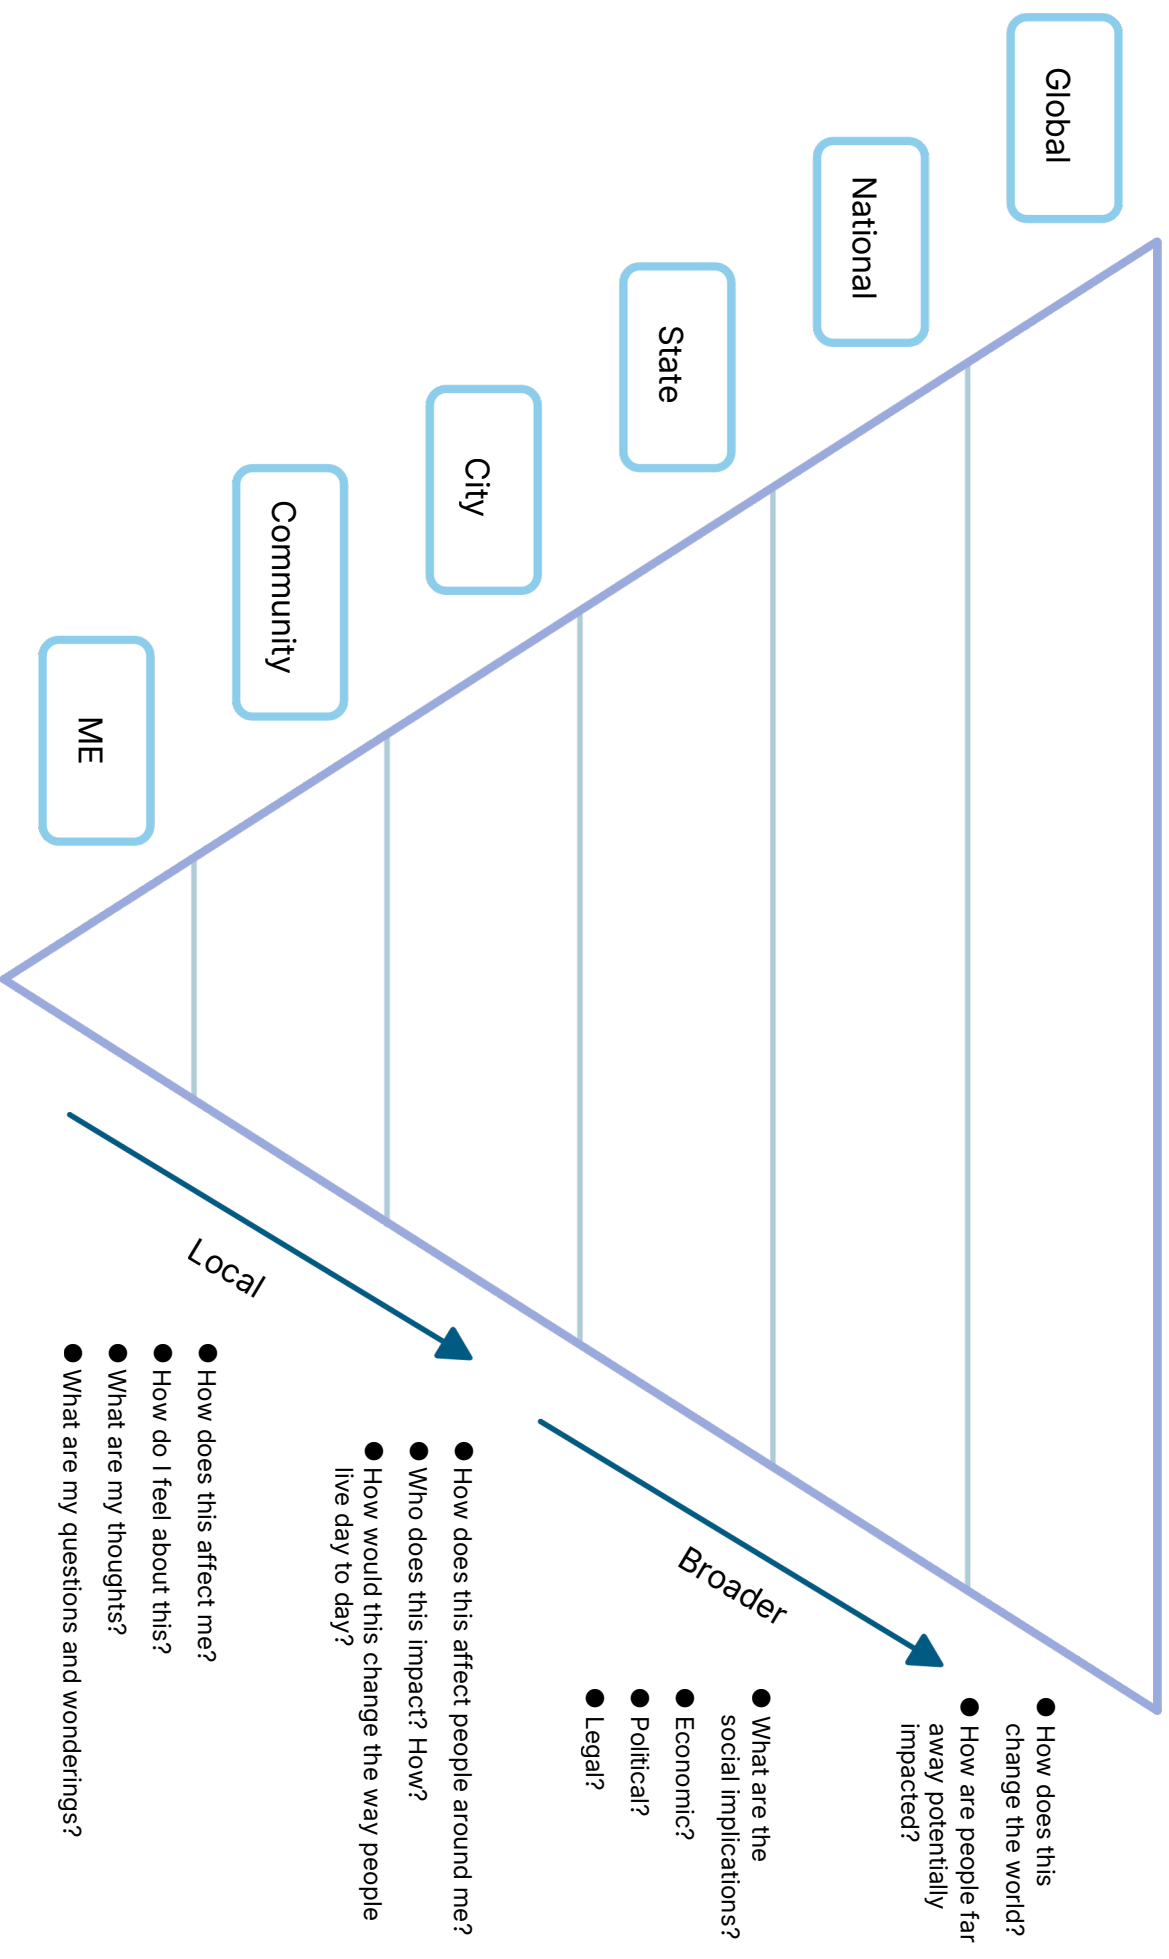 Global
National
State
City
Community
ME
Local
Broader
● How does this
change the world?
● How are people far
away potentially
impacted?
● What are the
social implications?
● Economic?
● Political?
● Legal?
● How does this affect people around me?
● Who does this impact? How?
● How would this change the way people
live day to day?
● How does this affect me?
● How do I feel about this?
● What are my thoughts?
● What are my questions and wonderings?